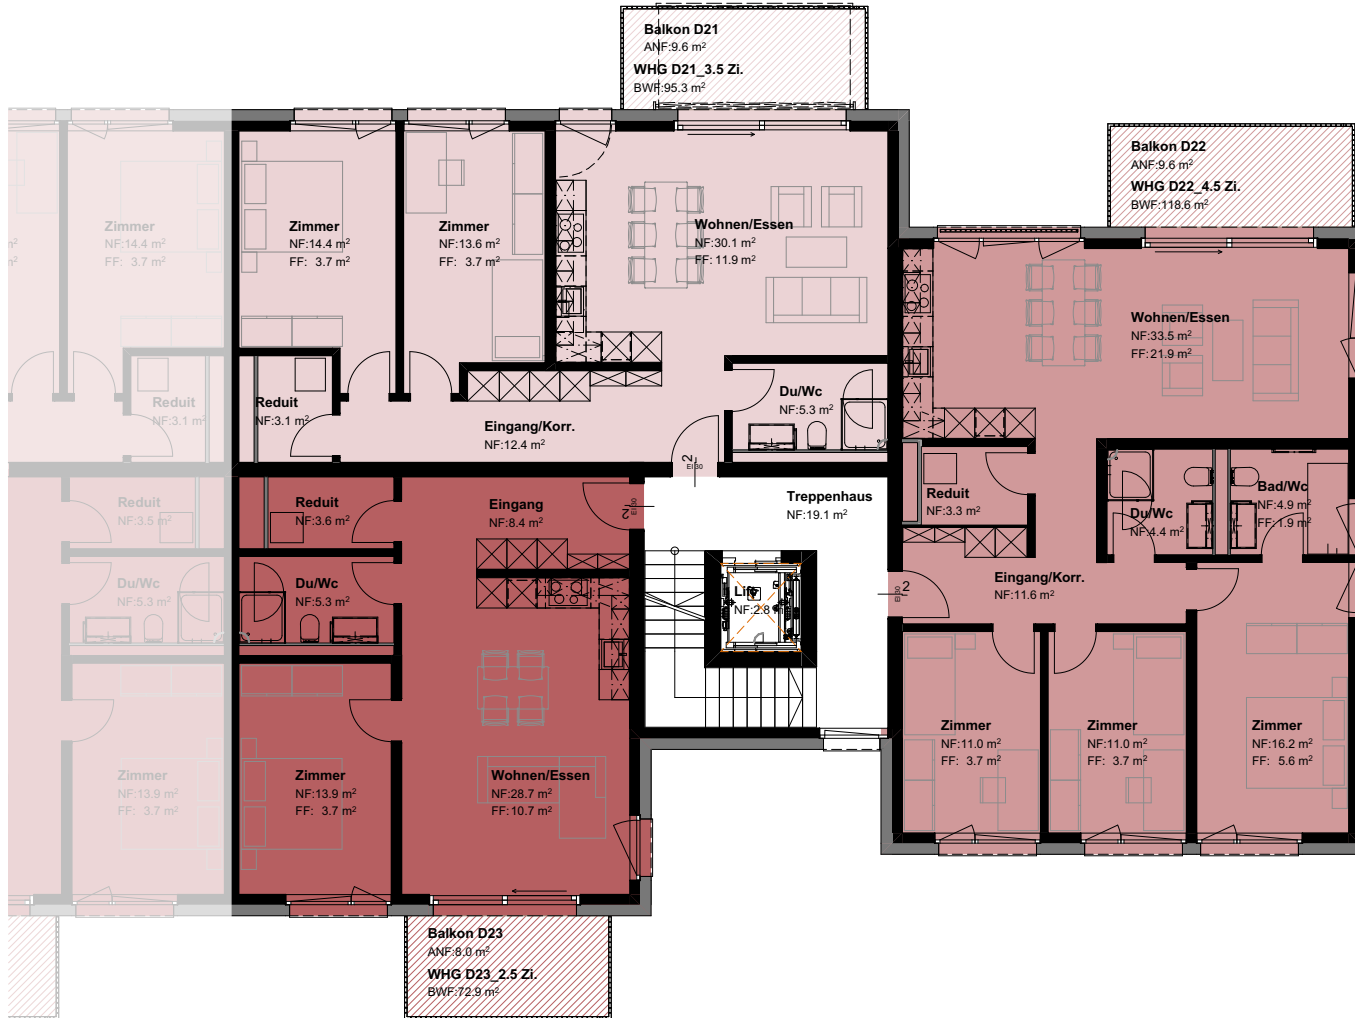 Balkon D21
ANF:9.6 m²
WHG D21_3.5 Zi.
BWF:95.3 m²
Balkon D22
ANF:9.6 m²
WHG D22_4.5 Zi.
BWF:118.6 m²
Zimmer
NF:14.4 m²
FF: 3.7 m²
Zimmer
NF:14.4 m²
FF: 3.7 m²
Zimmer
NF:13.6 m²
FF: 3.7 m²
Wohnen/Essen
NF:30.1 m²
FF: 11.9 m²
Wohnen/Essen
NF:33.5 m²
FF:21.9 m²
Reduit
NF:3.1 m²
Reduit
NF:3.1 m²
Eingang/Korr.
NF:12.4 m²
Du/Wc
NF:5.3 m²
2
EI30
Reduit
NF:3.5 m²
Reduit
NF:3.6 m²
Eingang
NF:8.4 m²
2
EI30
Treppenhaus
NF:19.1 m²
Reduit
NF:3.3 m²
Du/Wc
NF:4.4 m²
Bad/Wc
NF:4.9 m²
FF:1.9 m²
Du/Wc
NF:5.3 m²
Du/Wc
NF:5.3 m²
Lift
NF:2.8
2
EI30
Eingang/Korr.
NF:11.6 m²
Zimmer
NF:13.9 m²
FF: 3.7 m²
Zimmer
NF:13.9 m²
FF: 3.7 m²
Wohnen/Essen
NF:28.7 m²
FF:10.7 m²
Zimmer
NF:11.0 m²
FF: 3.7 m²
Zimmer
NF:11.0 m²
FF: 3.7 m²
Zimmer
NF:16.2 m²
FF: 5.6 m²
Balkon D23
ANF:8.0 m²
WHG D23_2.5 Zi.
BWF:72.9 m²